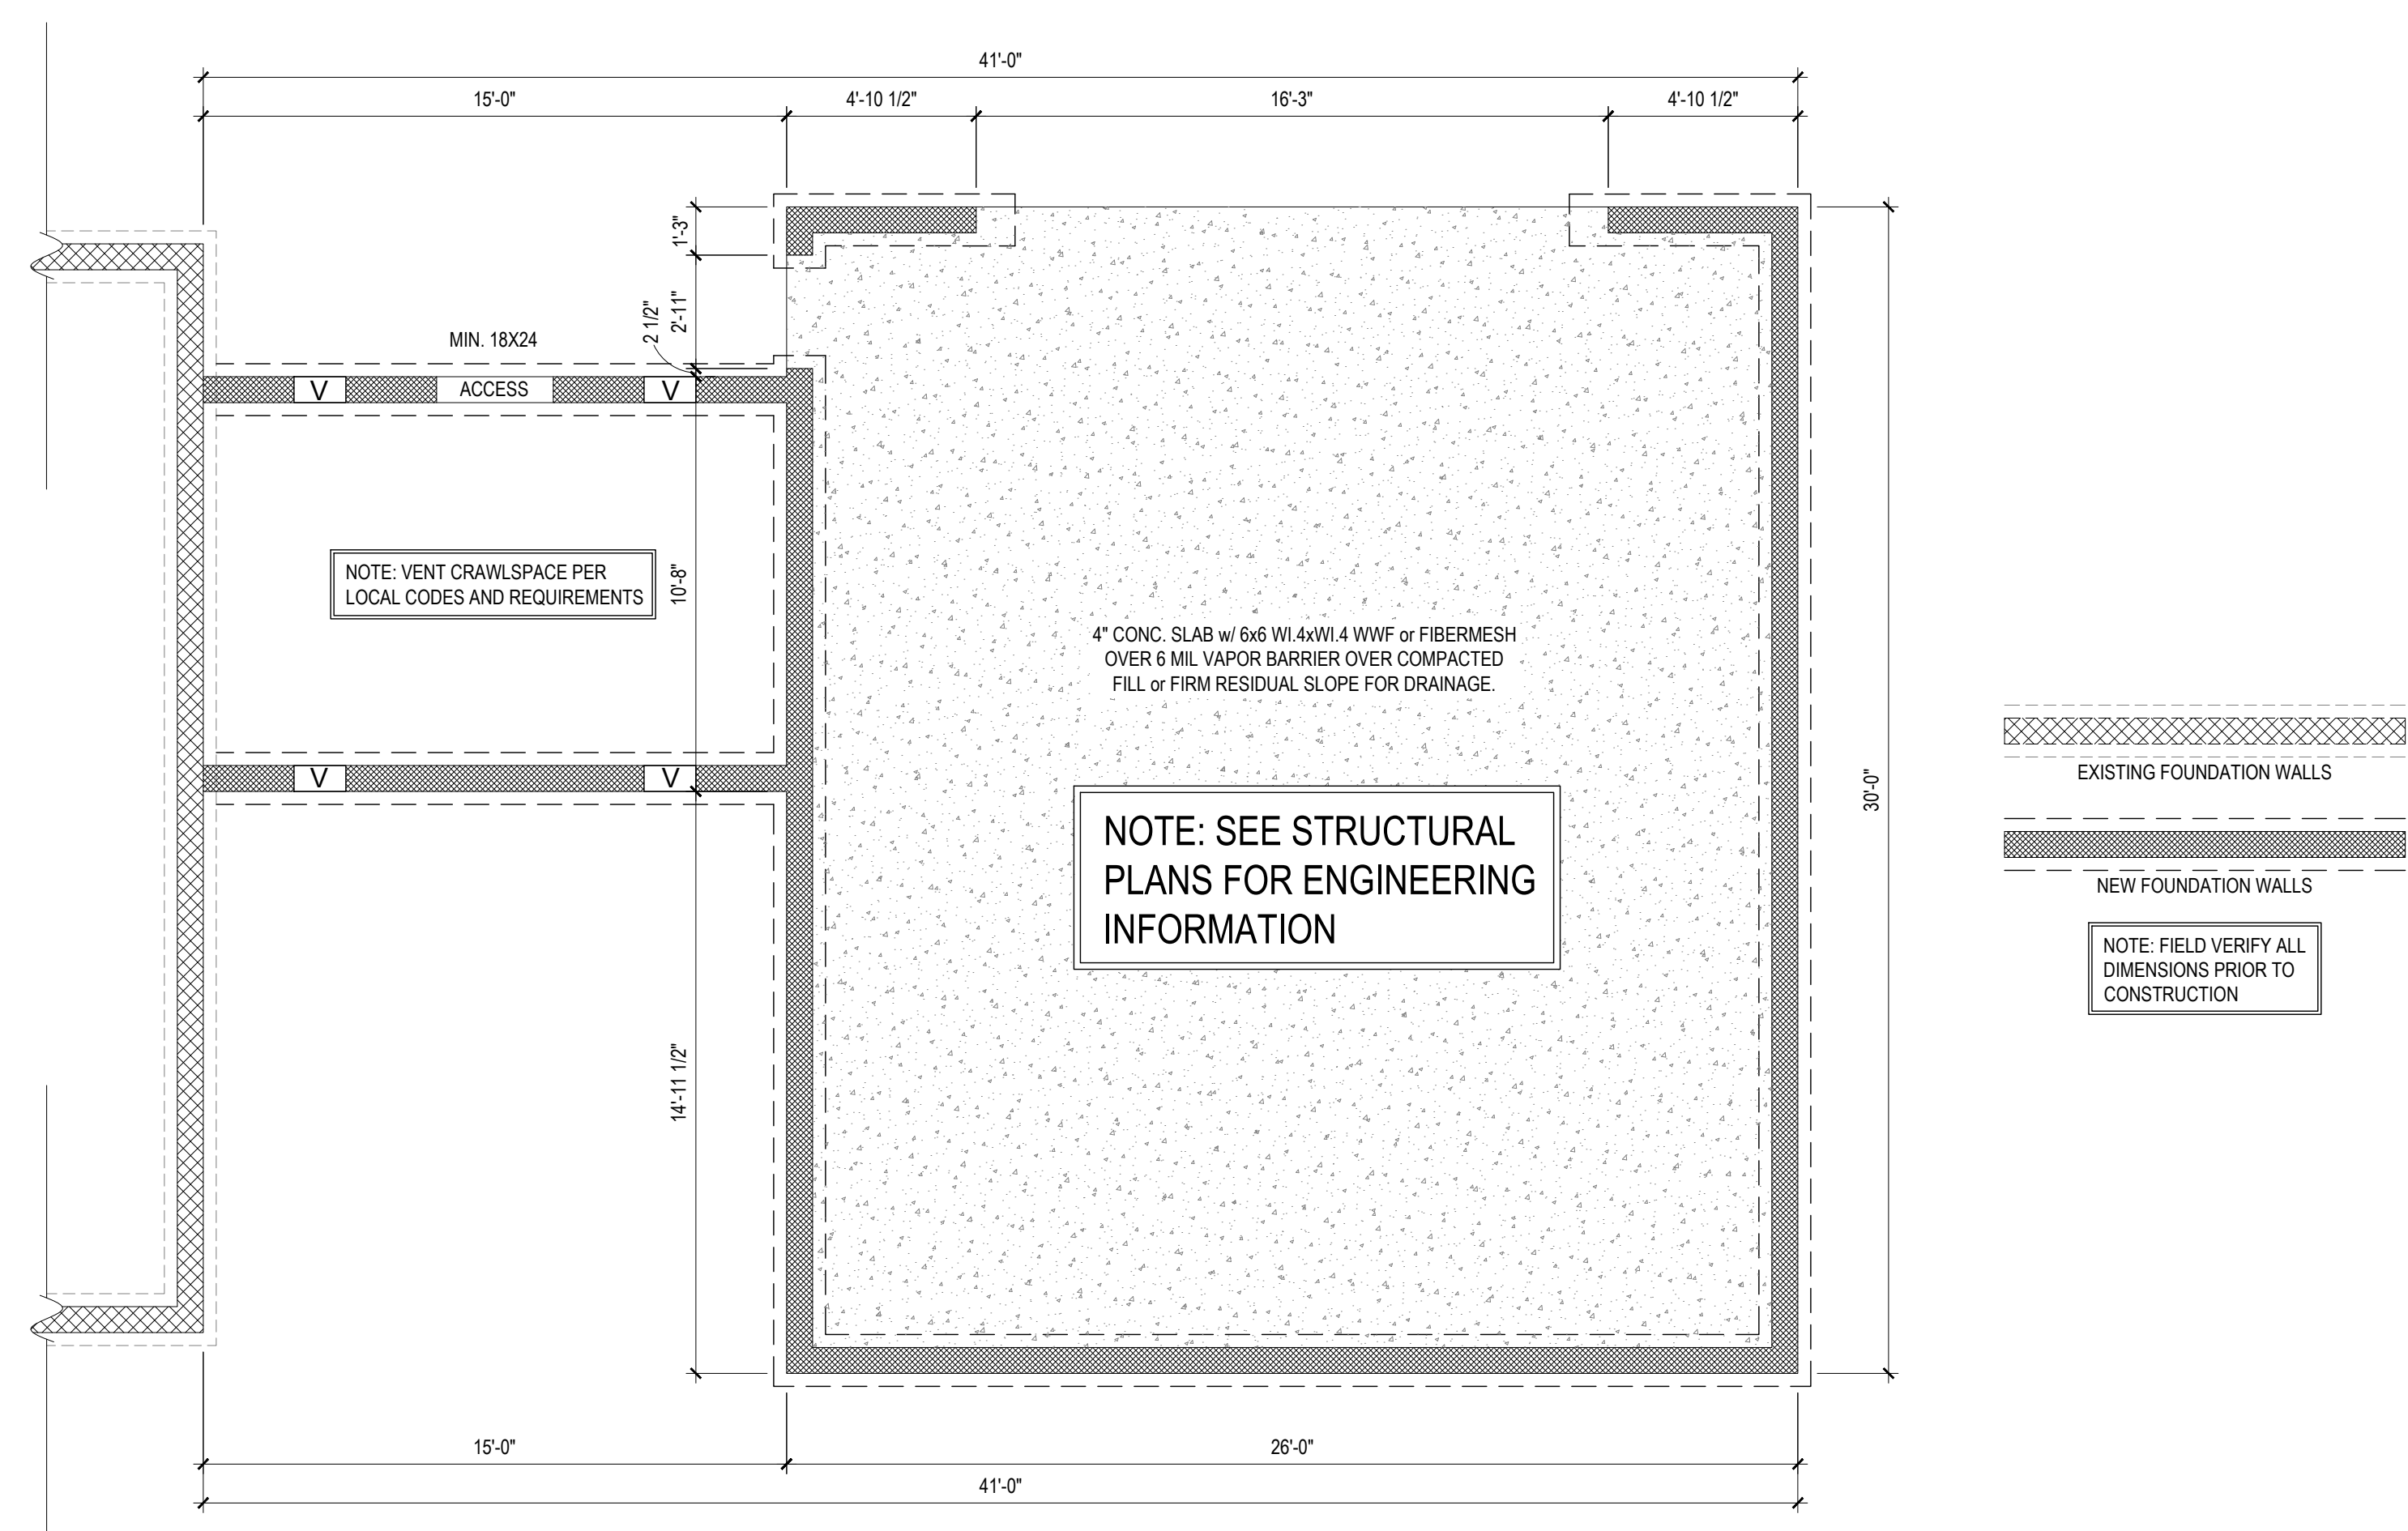 41'-0"
15'-0"
4'-10 1/2"
16'-3"
4'-10 1/2"
1'-3"
2'-11"
2 1/2"
MIN. 18X24
V
ACCESS
V
NOTE: VENT CRAWLSPACE PER
LOCAL CODES AND REQUIREMENTS
10'-8"
4" CONC. SLAB w/ 6x6 WI.4xWI.4 WWF or FIBERMESH
OVER 6 MIL VAPOR BARRIER OVER COMPACTED
FILL or FIRM RESIDUAL SLOPE FOR DRAINAGE.
V
V
NOTE: SEE STRUCTURAL
PLANS FOR ENGINEERING
INFORMATION
30'-0"
EXISTING FOUNDATION WALLS
NEW FOUNDATION WALLS
NOTE: FIELD VERIFY ALL
DIMENSIONS PRIOR TO
CONSTRUCTION
14'-11 1/2"
15'-0"
26'-0"
41'-0"